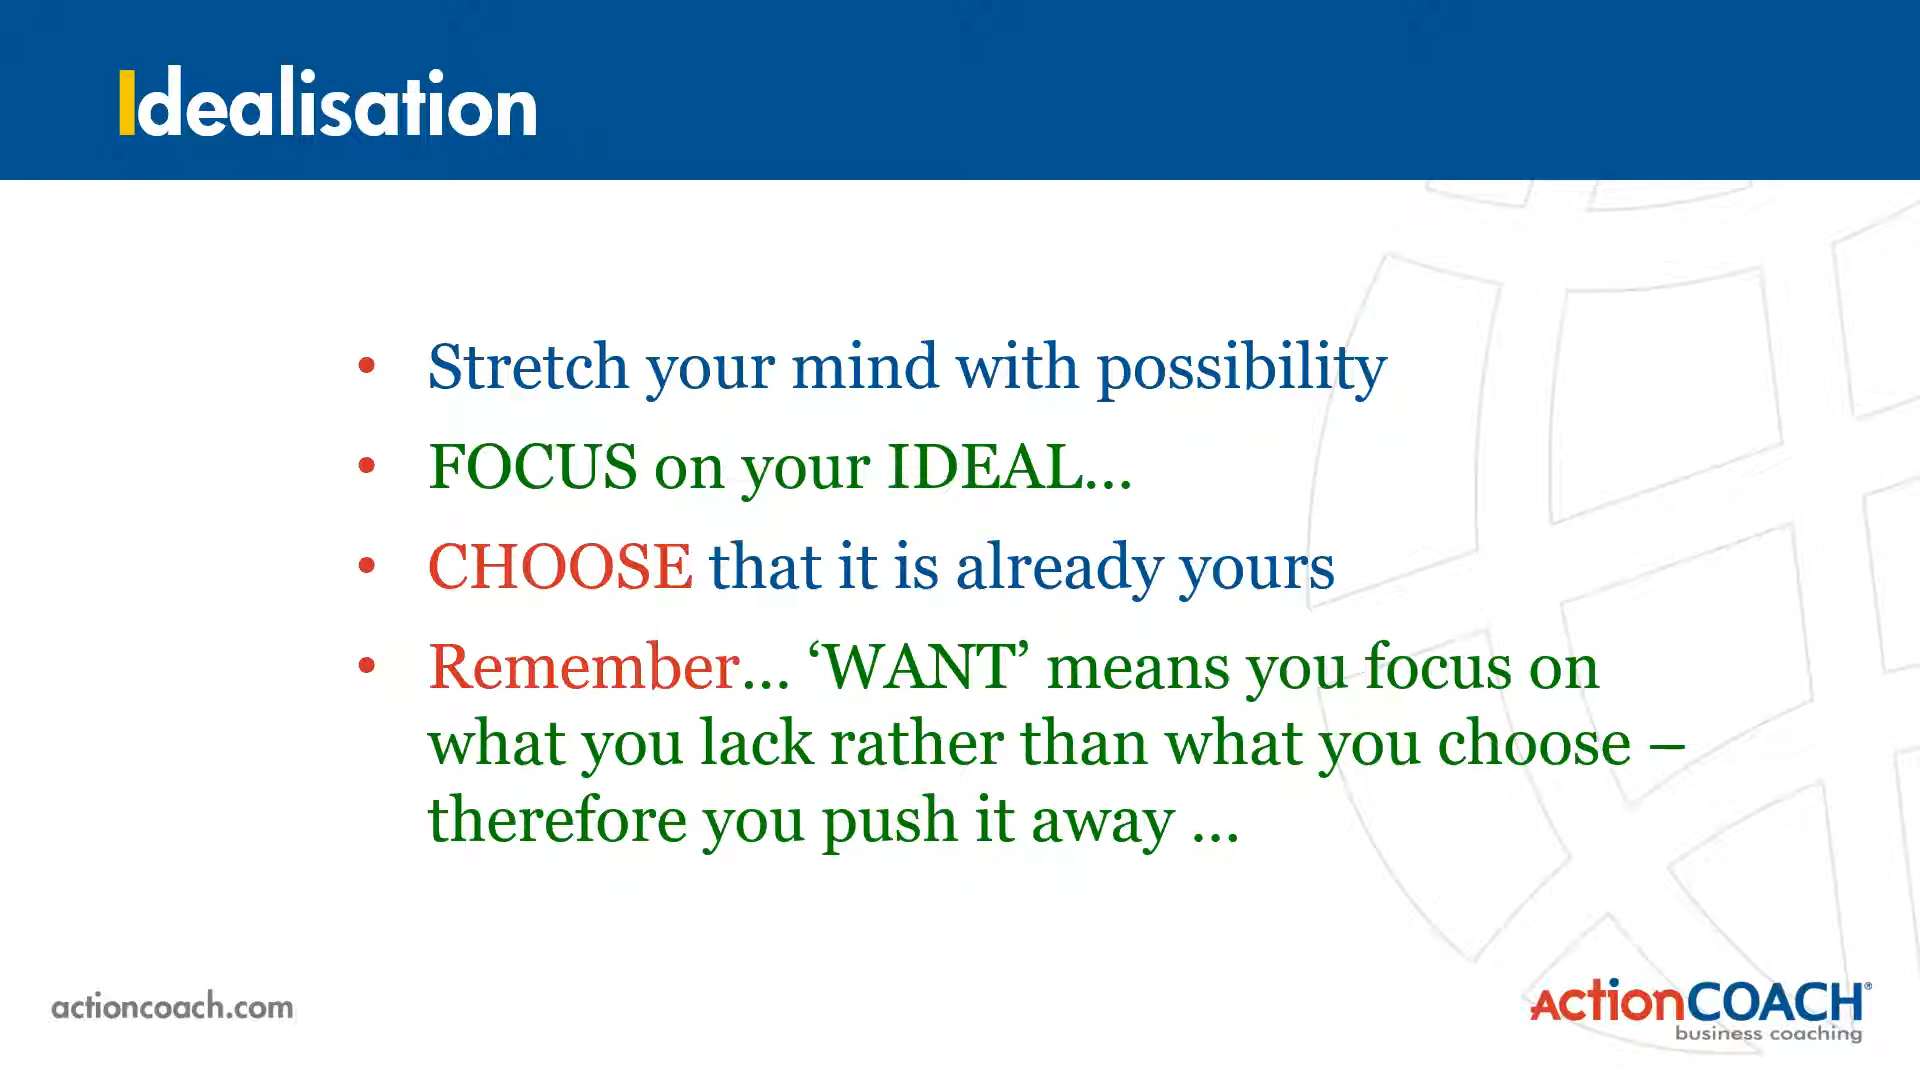 Idealisation
• Stretch your mind with possibility
• FOCUS on your IDEAL...
• CHOOSE that it is already yours
• Remember... ‘WANT’ means you focus on
what you lack rather than what you choose –
therefore you push it away ...
actioncoach.com
ActionCOACH®
business coaching